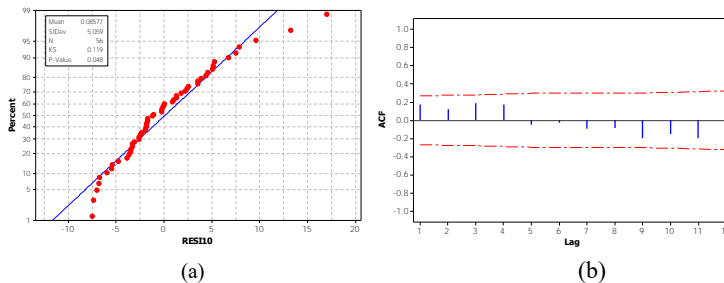 99
95
90
80
70
60
50
40
30
20
10
5
1
Percent
Mean 0.08577
StDev 5.059
N 56
KS 0.119
P-Value 0.048
-10 -5 0 5 10 15 20
RESI10
(a)
1.0
0.8
0.6
0.4
0.2
0.0
-0.2
-0.4
-0.6
-0.8
-1.0
ACF
1 2 3 4 5 6 7 8 9 10 11
Lag
(b)